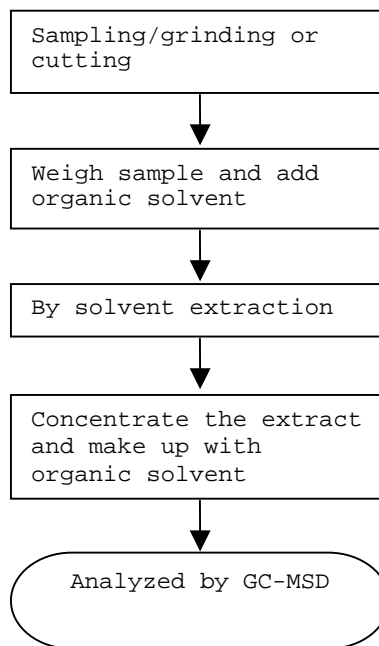 Sampling/grinding or
cutting
Weigh sample and add
organic solvent
By solvent extraction
Concentrate the extract
and make up with
organic solvent
Analyzed by GC-MSD